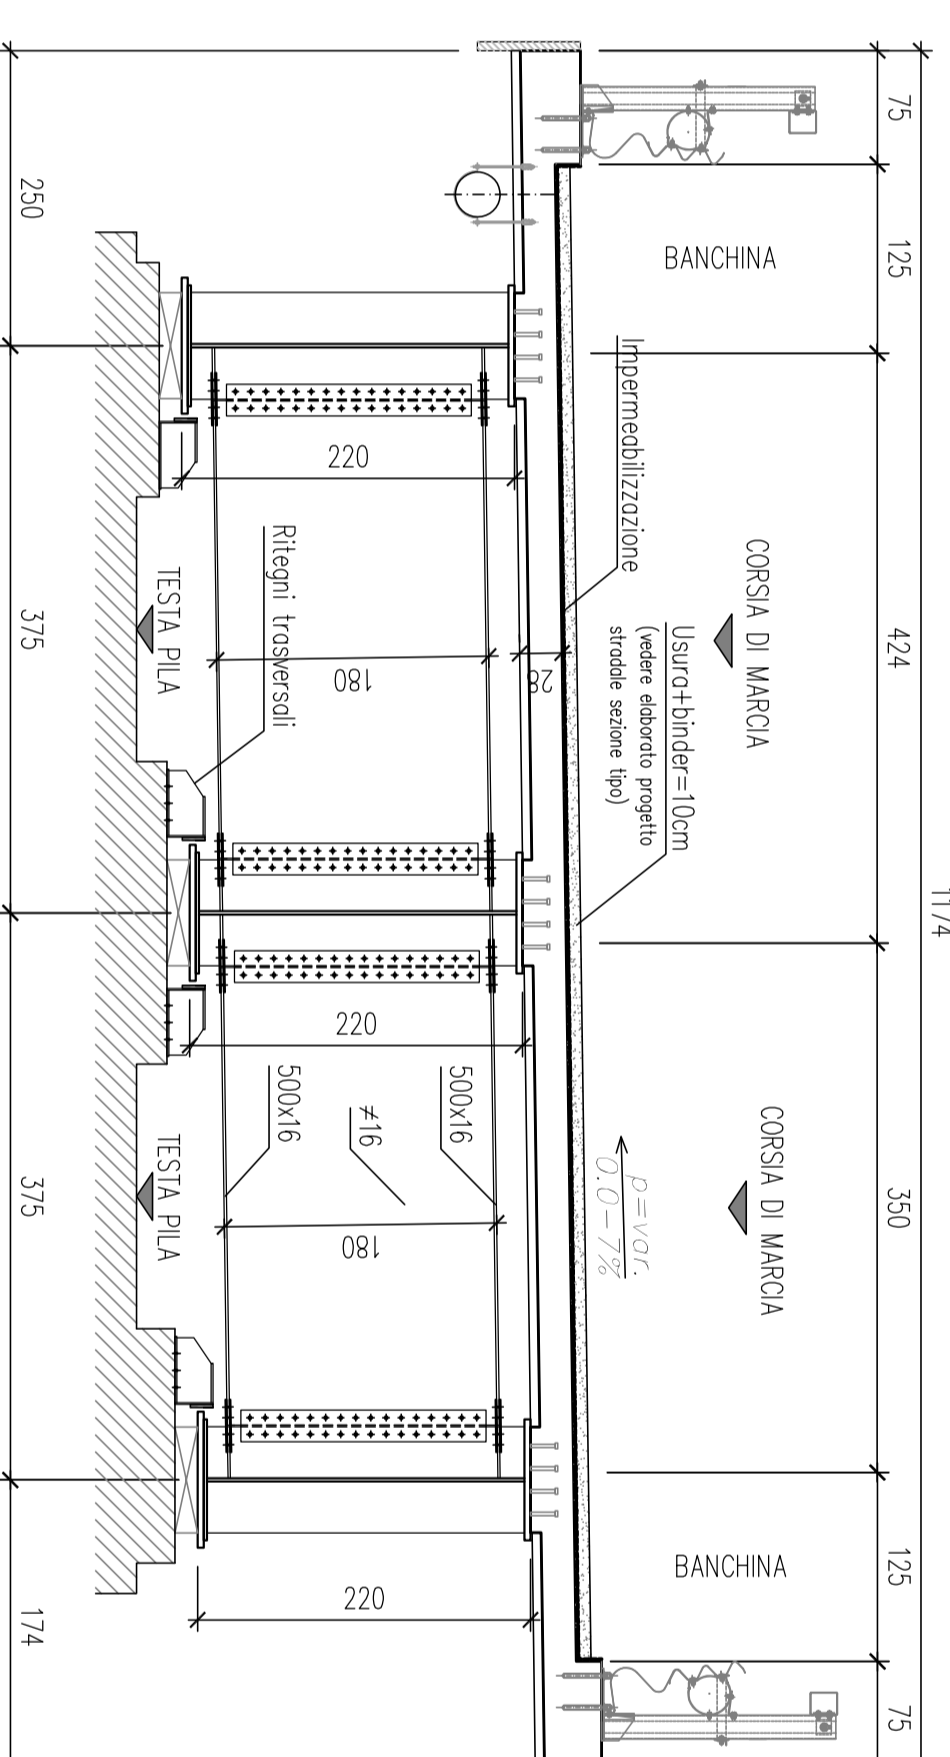 1174
75
125
424
350
125
75
BANCHINA
CORSIA DI MARCIA
CORSIA DI MARCIA
BANCHINA
Impermeabilizzazione
Usura+binder=10cm
(vedere elaborato progetto
stradale sezione tipo)
p=var.
0.0-7%
28
220
180
220
180
220
500x16
≠16
500x16
Ritegni trasversali
TESTA PILA
TESTA PILA
250
375
375
174